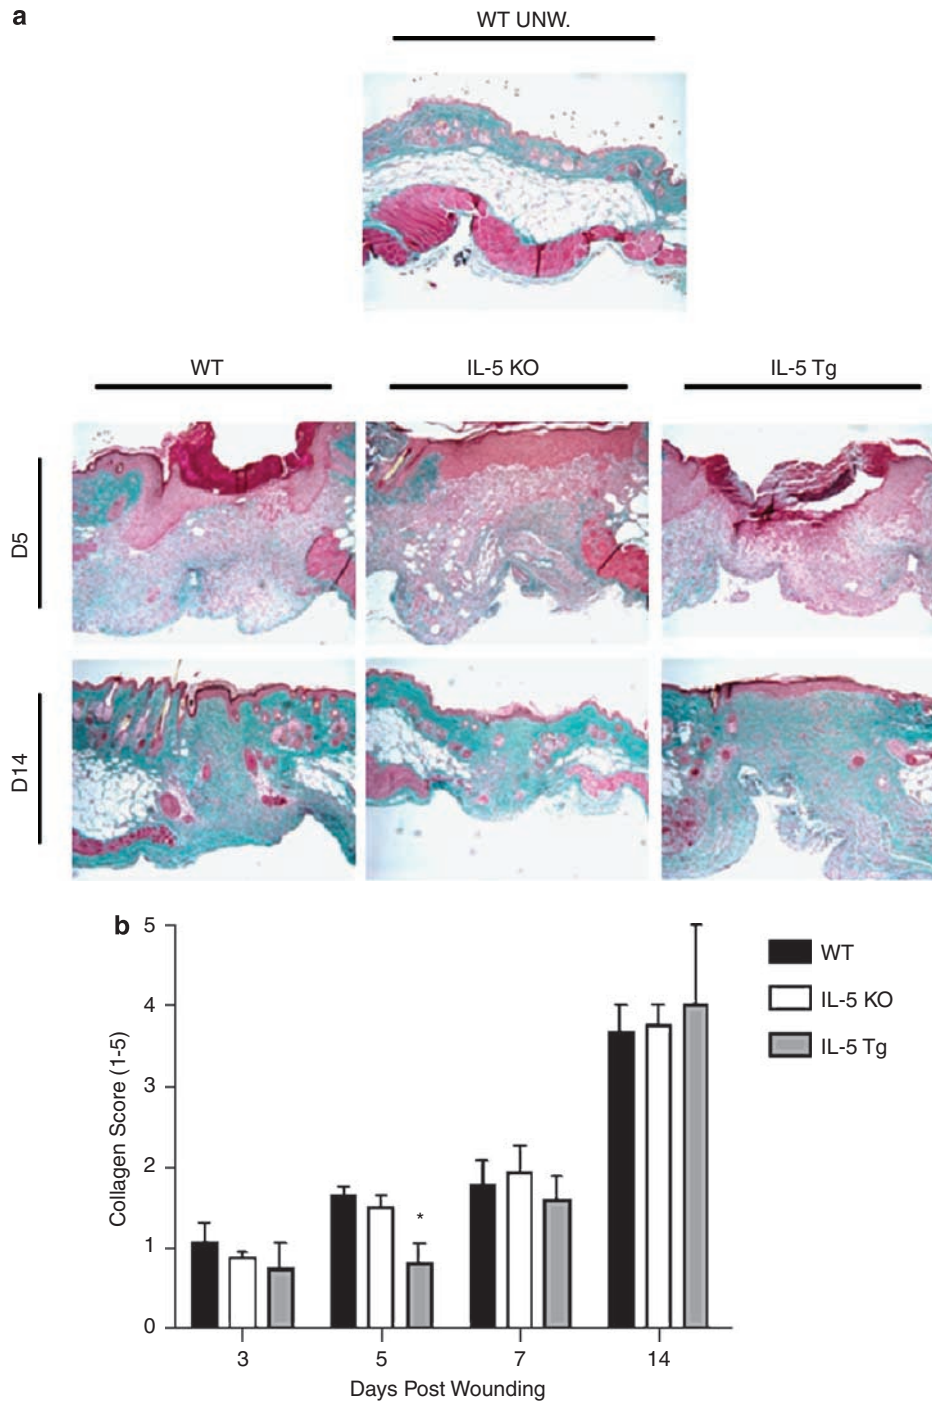 a
WT UNW.
WT
IL-5 KO
IL-5 Tg
D5
D14
b
Collagen Score (1-5)
5
4
3
2
1
0
*
3
5
7
14
Days Post Wounding
WT
IL-5 KO
IL-5 Tg